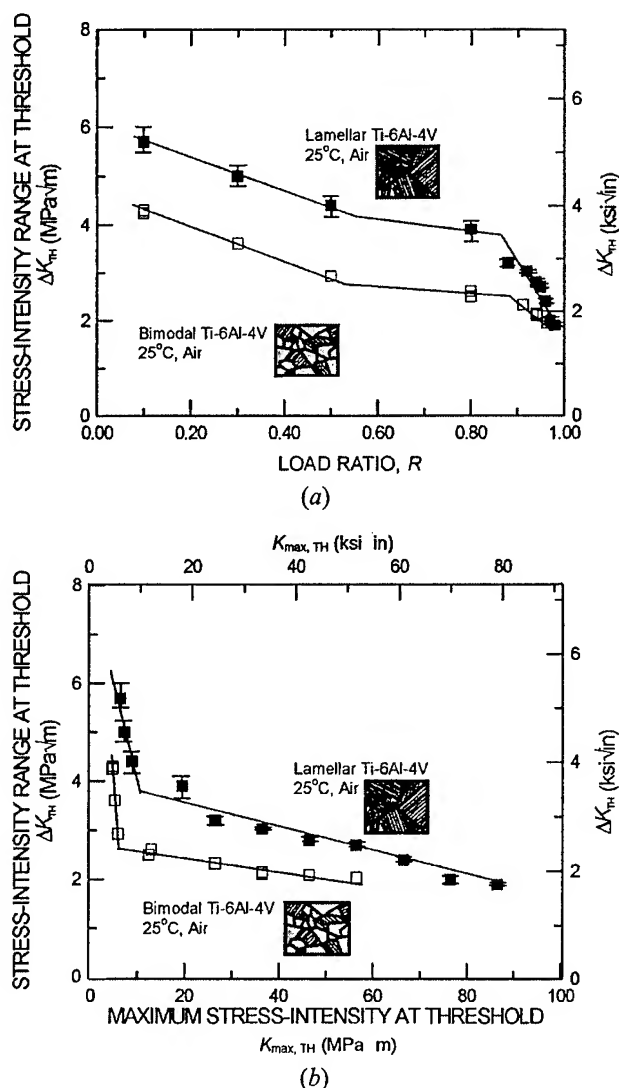 STRESS-INTENSITY RANGE AT THRESHOLD
ΔK_TH (MPa√m)
8
6
4
2
0
Lamellar Ti-6Al-4V
25°C, Air
Bimodal Ti-6Al-4V
25°C, Air
6
4
2
0
ΔK_TH (ksi√in)
0.00 0.20 0.40 0.60 0.80 1.00
LOAD RATIO, R
(a)
K_max, TH (ksi in)
0 20 40 60 80
STRESS-INTENSITY RANGE AT THRESHOLD
ΔK_TH (MPa√m)
8
6
4
2
0
Lamellar Ti-6Al-4V
25°C, Air
Bimodal Ti-6Al-4V
25°C, Air
6
4
2
0
ΔK_TH (ksi√in)
0 20 40 60 80 100
MAXIMUM STRESS-INTENSITY AT THRESHOLD
K_max, TH (MPa m)
(b)